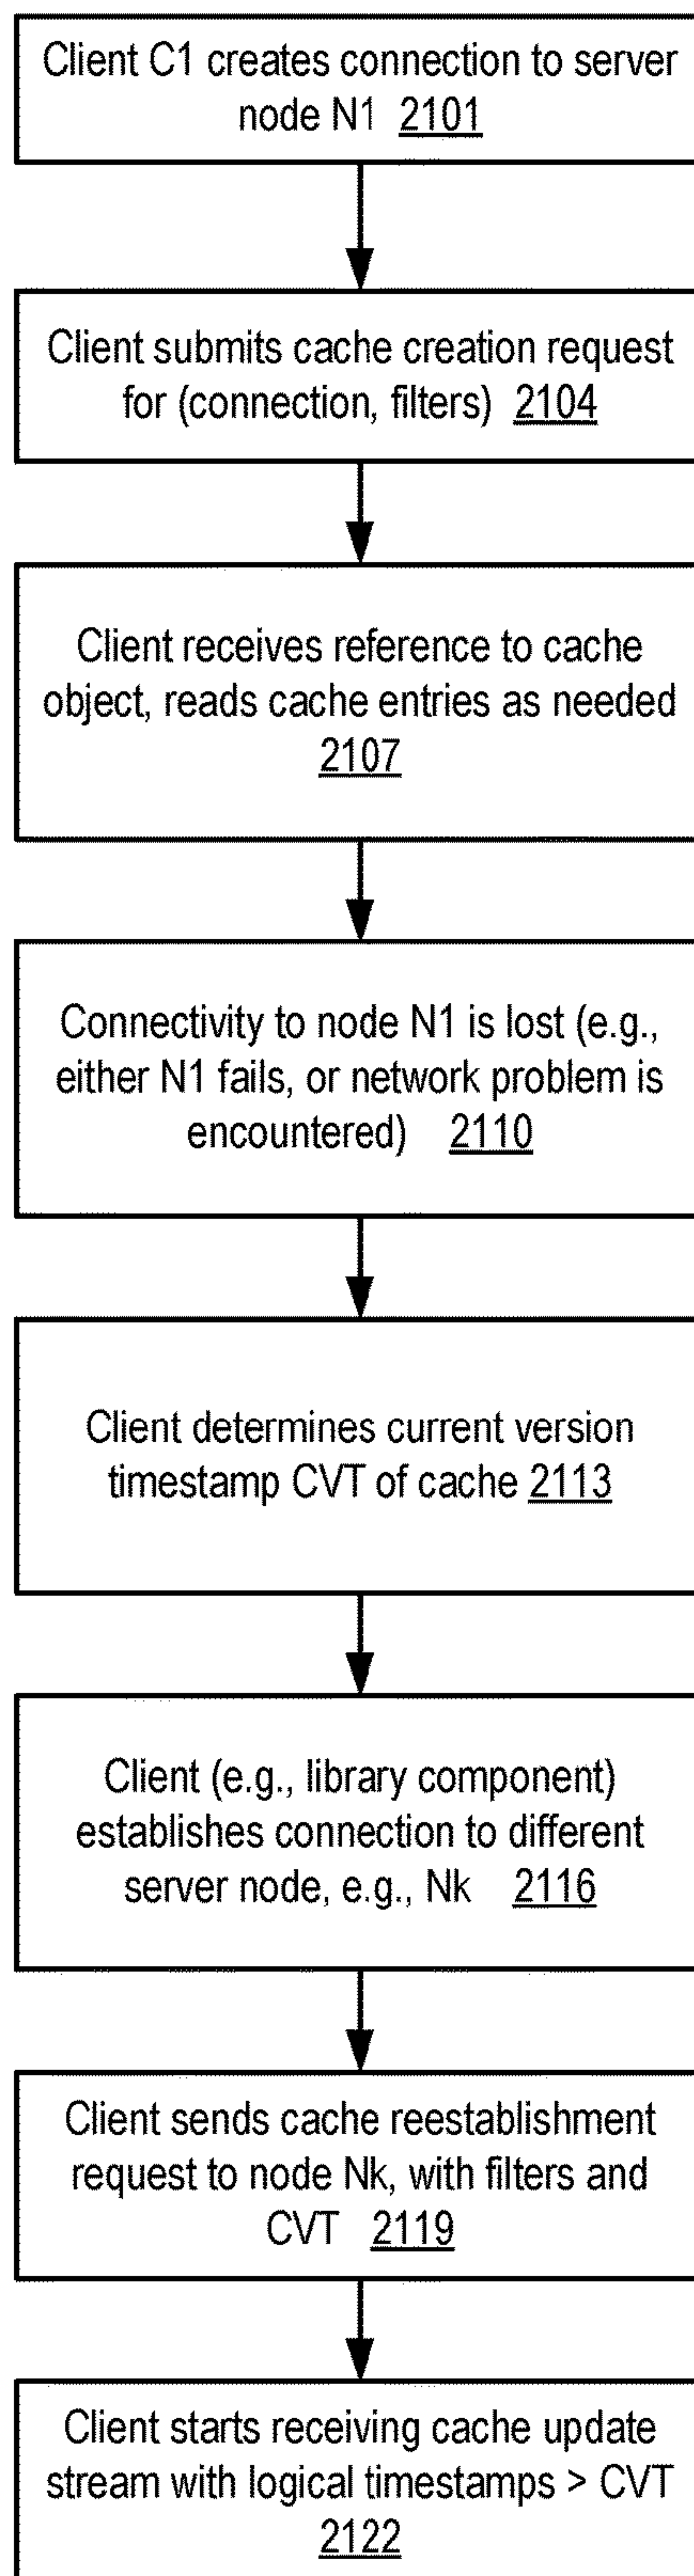 Client C1 creates connection to server
node N1 2101
Client submits cache creation request
for (connection, filters) 2104
Client receives reference to cache
object, reads cache entries as needed
2107
Connectivity to node N1 is lost (e.g.,
either N1 fails, or network problem is
encountered) 2110
Client determines current version
timestamp CVT of cache 2113
Client (e.g., library component)
establishes connection to different
server node, e.g., Nk 2116
Client sends cache reestablishment
request to node Nk, with filters and
CVT 2119
Client starts receiving cache update
stream with logical timestamps > CVT
2122